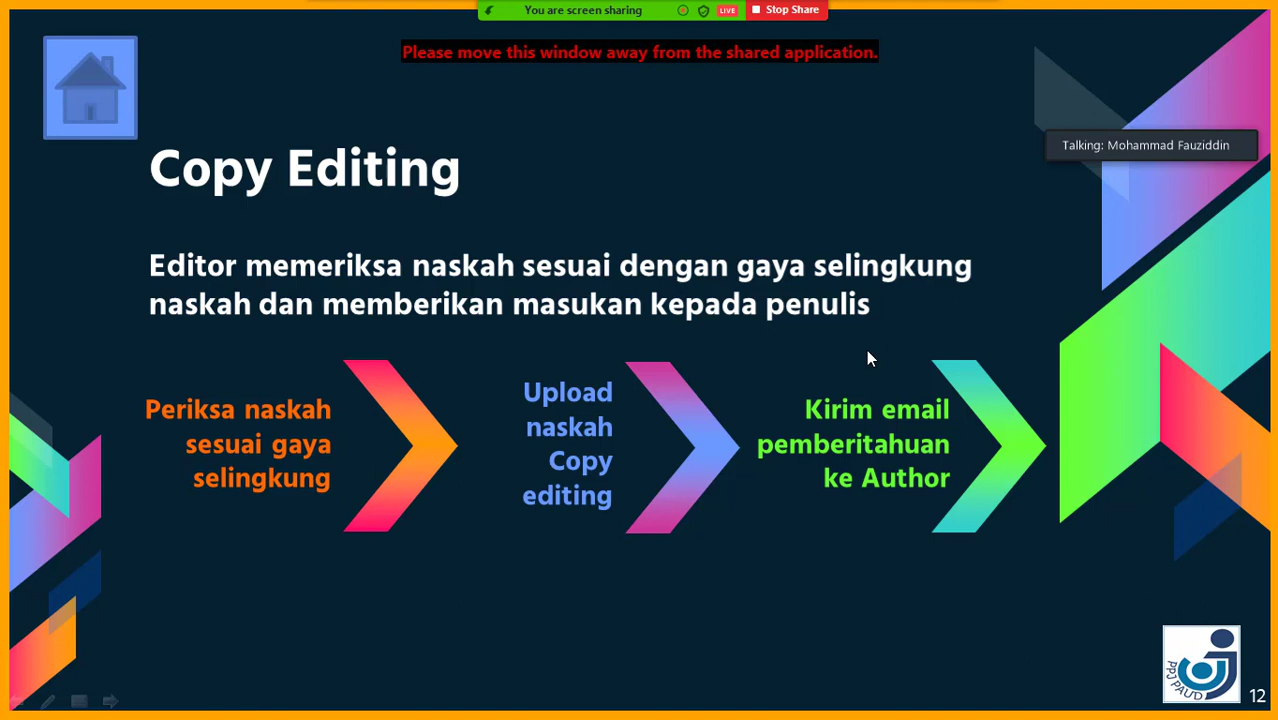 You are screen sharing
LIVE
Stop Share
Please move this window away from the shared application.
Talking: Mohammad Fauziddin
Copy Editing
Editor memeriksa naskah sesuai dengan gaya selingkung
naskah dan memberikan masukan kepada penulis
Periksa naskah
sesuai gaya
selingkung
Upload
naskah
Copy
editing
Kirim email
pemberitahuan
ke Author
PPJ PAUD
12